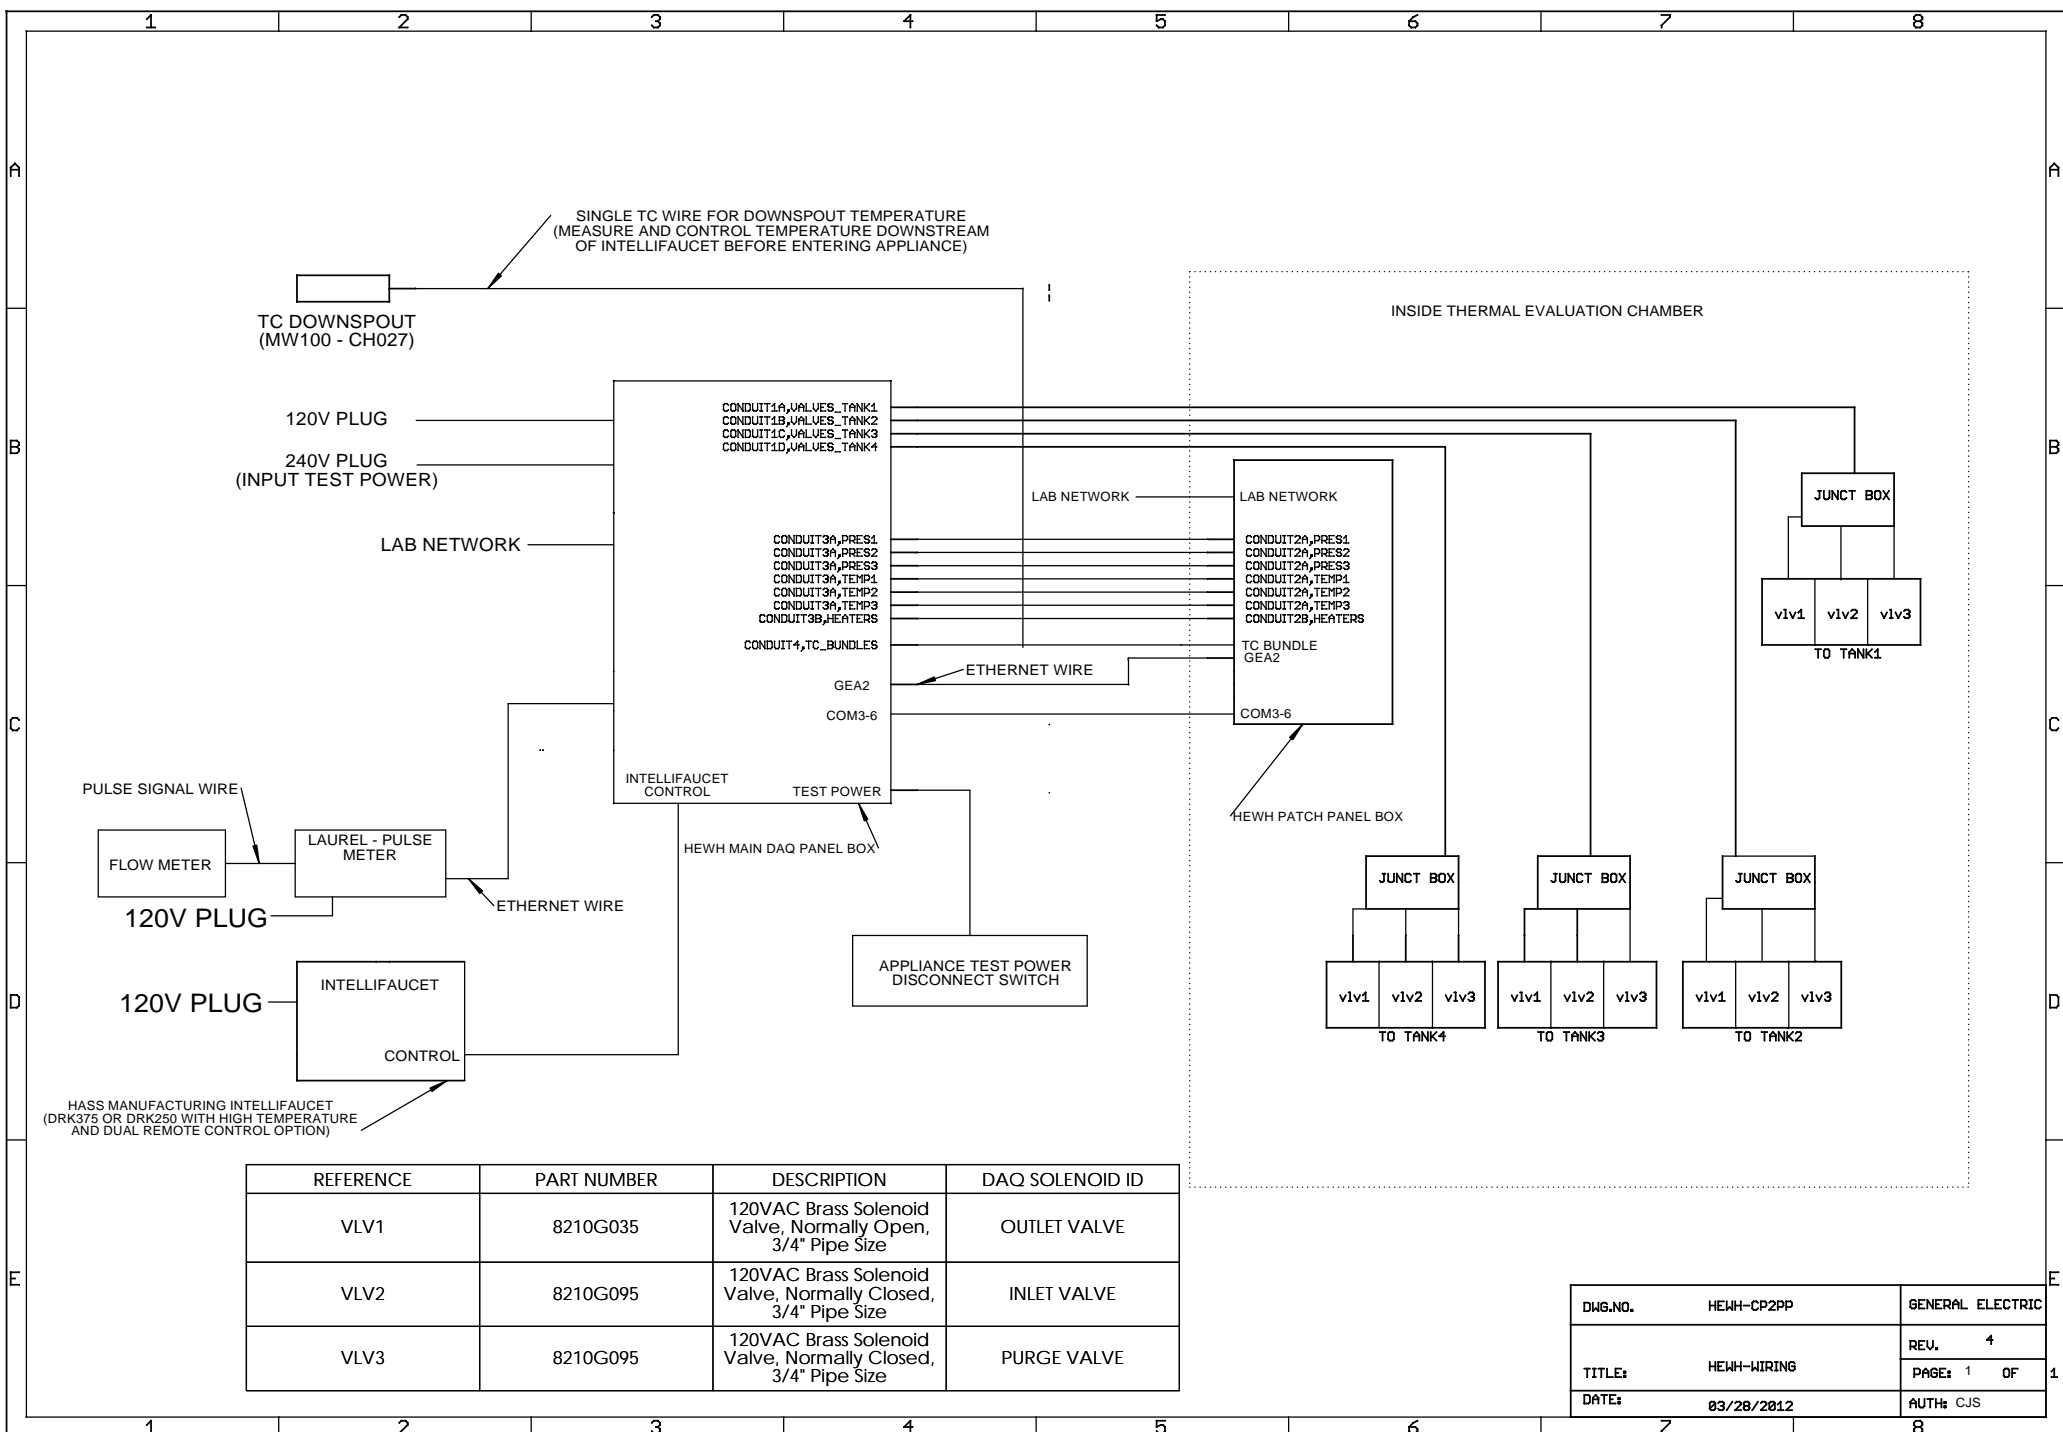 1 2 3 4 5 6 7 8
A A
SINGLE TC WIRE FOR DOWNSPOUT TEMPERATURE
(MEASURE AND CONTROL TEMPERATURE DOWNSTREAM
OF INTELLIFAUCET BEFORE ENTERING APPLIANCE)
TC DOWNSPOUT
(MW100 - CH027)
INSIDE THERMAL EVALUATION CHAMBER
B B
120V PLUG
240V PLUG
(INPUT TEST POWER)
LAB NETWORK
CONDUIT1A,VALVES_TANK1
CONDUIT1B,VALVES_TANK2
CONDUIT1C,VALVES_TANK3
CONDUIT1D,VALVES_TANK4
CONDUIT3A,PRES1
CONDUIT3A,PRES2
CONDUIT3A,PRES3
CONDUIT3A,TEMP1
CONDUIT3A,TEMP2
CONDUIT3A,TEMP3
CONDUIT3B,HEATERS
CONDUIT4,TC_BUNDLES
GEA2
COM3-6
INTELLIFAUCET
CONTROL
TEST POWER
HEWH MAIN DAQ PANEL BOX
ETHERNET WIRE
LAB NETWORK
LAB NETWORK
CONDUIT2A,PRES1
CONDUIT2A,PRES2
CONDUIT2A,PRES3
CONDUIT2A,TEMP1
CONDUIT2A,TEMP2
CONDUIT2A,TEMP3
CONDUIT2B,HEATERS
TC BUNDLE
GEA2
COM3-6
HEWH PATCH PANEL BOX
JUNCT BOX
vlv1 vlv2 vlv3
TO TANK1
C C
PULSE SIGNAL WIRE
FLOW METER
LAUREL - PULSE
METER
120V PLUG
ETHERNET WIRE
120V PLUG
INTELLIFAUCET
CONTROL
HASS MANUFACTURING INTELLIFAUCET
(DRK375 OR DRK250 WITH HIGH TEMPERATURE
AND DUAL REMOTE CONTROL OPTION)
APPLIANCE TEST POWER
DISCONNECT SWITCH
D D
JUNCT BOX
vlv1 vlv2 vlv3
TO TANK4
JUNCT BOX
vlv1 vlv2 vlv3
TO TANK3
JUNCT BOX
vlv1 vlv2 vlv3
TO TANK2
REFERENCE PART NUMBER DESCRIPTION DAQ SOLENOID ID
VLV1 8210G035 120VAC Brass Solenoid
Valve, Normally Open,
3/4" Pipe Size
OUTLET VALVE
VLV2 8210G095 120VAC Brass Solenoid
Valve, Normally Closed,
3/4" Pipe Size
INLET VALVE
VLV3 8210G095 120VAC Brass Solenoid
Valve, Normally Closed,
3/4" Pipe Size
PURGE VALVE
E E
DWG.NO. HEWH-CP2PP GENERAL ELECTRIC
REV. 4
TITLE: HEWH-WIRING
PAGE: 1 OF 1
DATE: 03/28/2012
AUTH: CJS
1 2 3 4 5 6 7 8